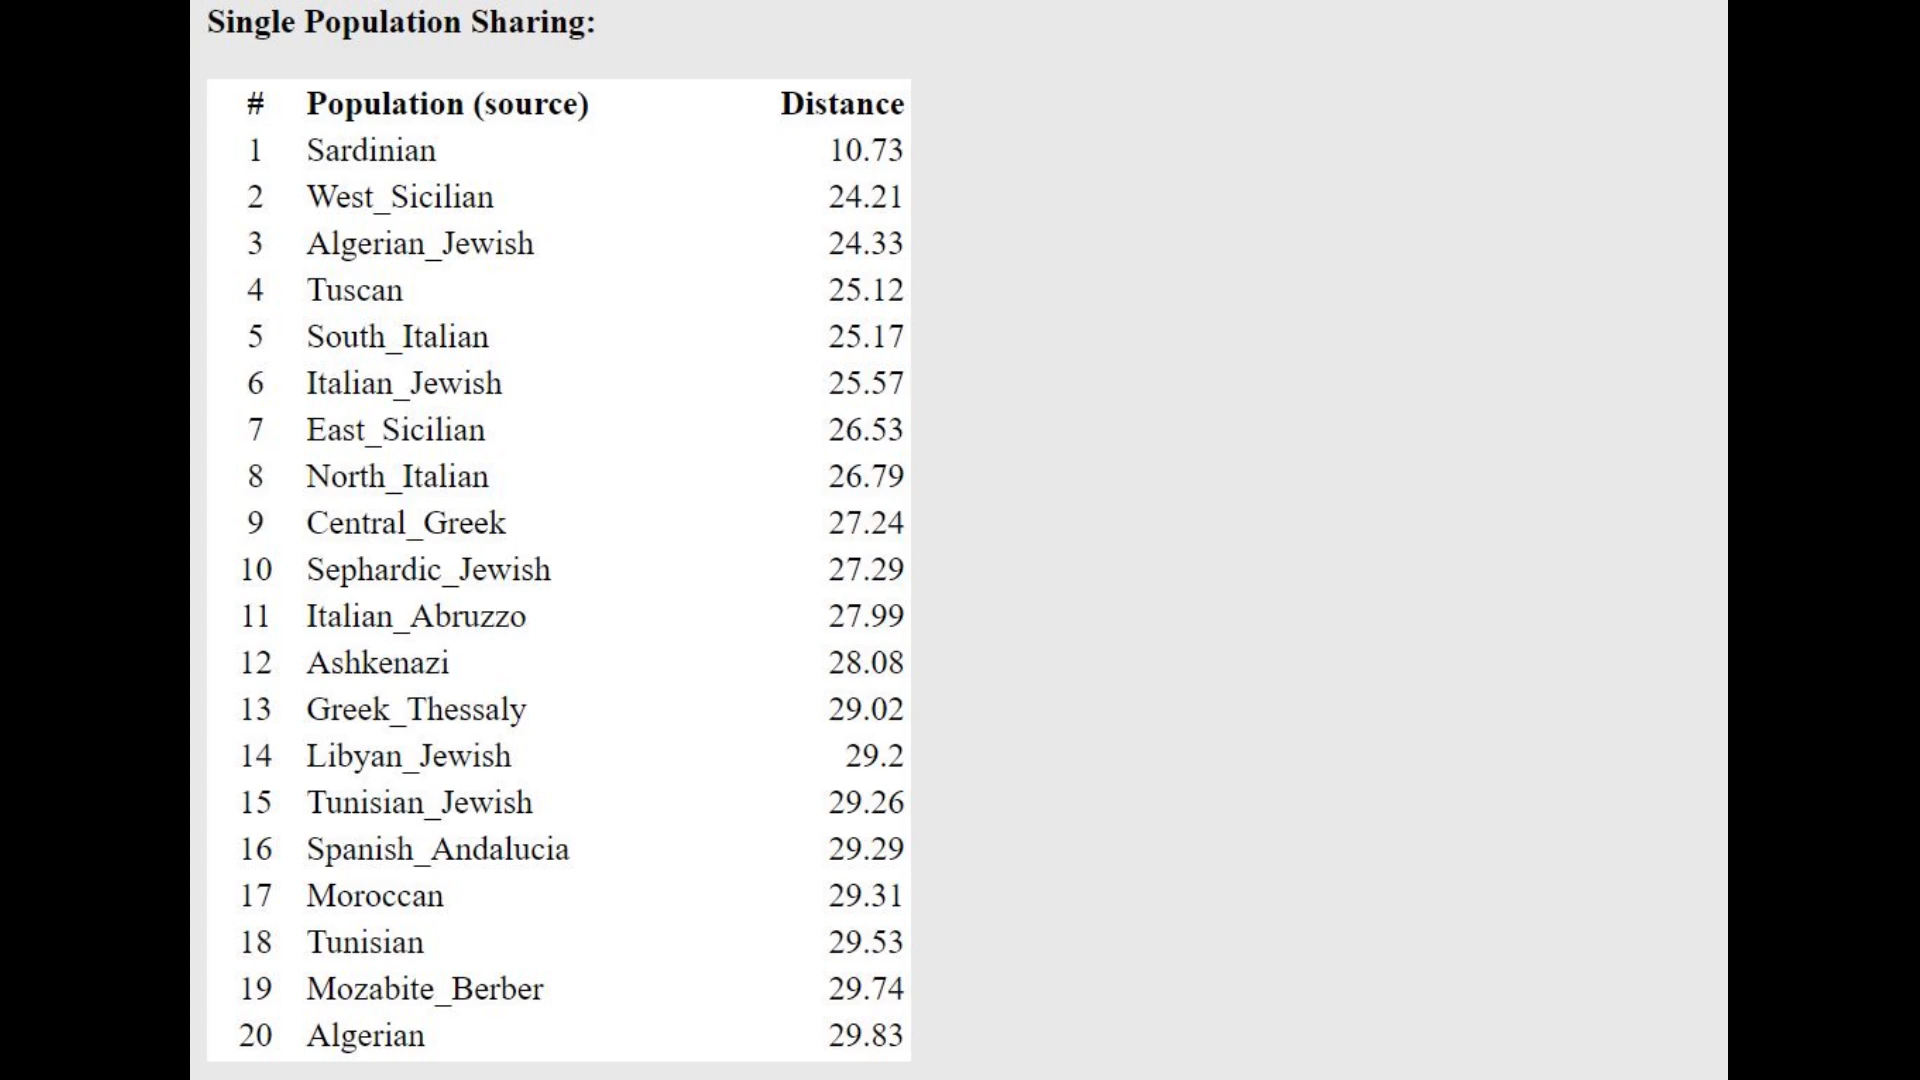 Single Population Sharing:
# Population (source) Distance
1 Sardinian 10.73
2 West_Sicilian 24.21
3 Algerian_Jewish 24.33
4 Tuscan 25.12
5 South_Italian 25.17
6 Italian_Jewish 25.57
7 East_Sicilian 26.53
8 North_Italian 26.79
9 Central_Greek 27.24
10 Sephardic_Jewish 27.29
11 Italian_Abruzzo 27.99
12 Ashkenazi 28.08
13 Greek_Thessaly 29.02
14 Libyan_Jewish 29.2
15 Tunisian_Jewish 29.26
16 Spanish_Andalucia 29.29
17 Moroccan 29.31
18 Tunisian 29.53
19 Mozabite_Berber 29.74
20 Algerian 29.83